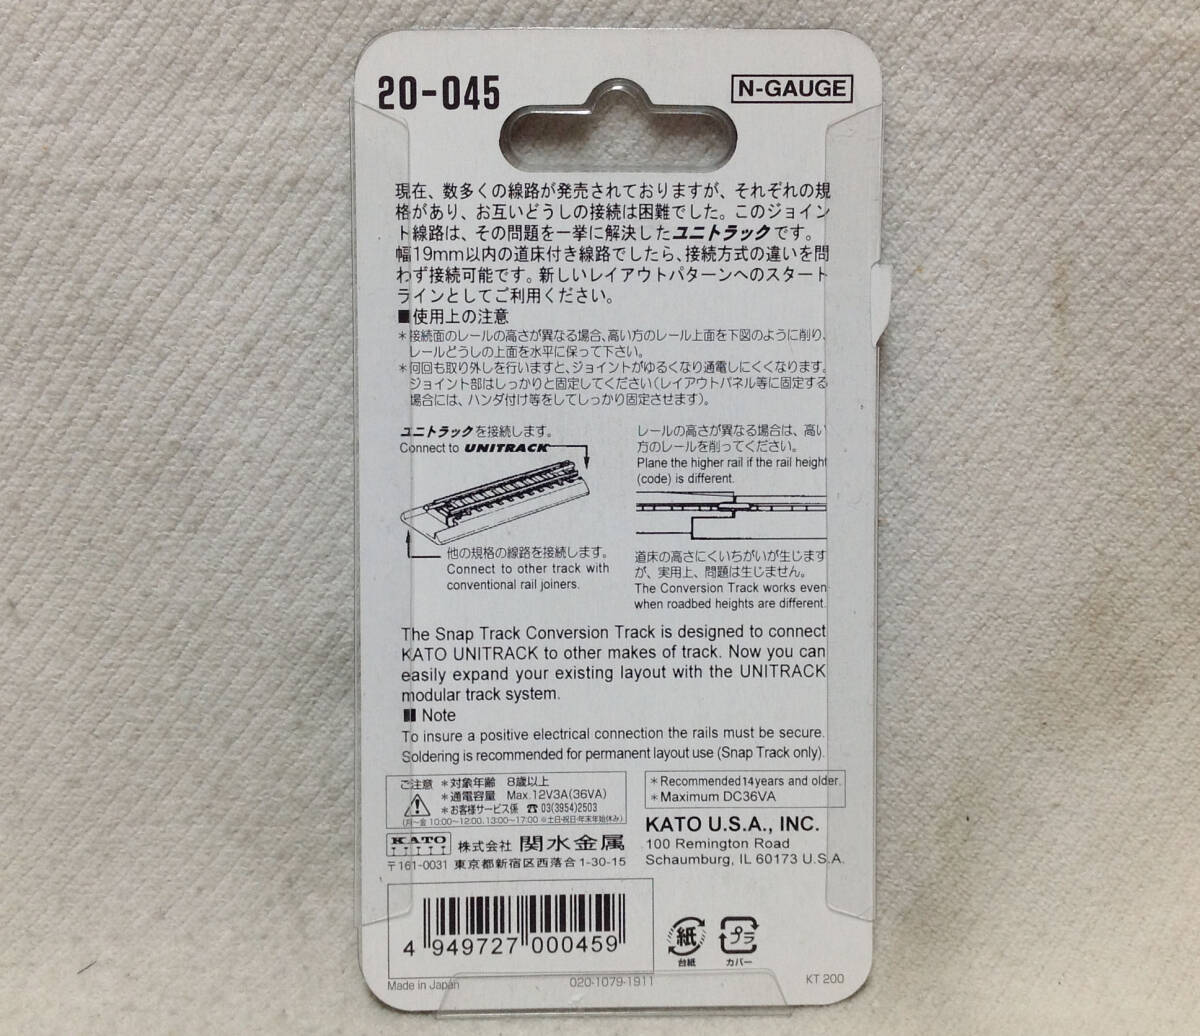 20-045
N-GAUGE
現在、数多くの線路が発売されておりますが、それぞれの規
格があり、お互いどうしの接続は困難でした。このジョイン
ト線路は、その問題を一挙に解決したユニトラックです。
幅19mm以内の道床付き線路でしたら、接続方式の違いを問
わず接続可能です。新しいレイアウトパターンへのスタート
ラインとしてご利用ください。
■使用上の注意
＊接続面のレールの高さが異なる場合、高い方のレール上面を下図のように削り、
レールどうしの上面を水平に保って下さい。
＊何回も取り外しを行いますと、ジョイントがゆるくなり通電しにくくなります。
ジョイント部はしっかりと固定してください（レイアウトパネル等に固定する
場合には、ハンダ付け等をしてしっかり固定させます）。
ユニトラックを接続します。
Connect to UNITRACK
他の規格の線路を接続します。
Connect to other track with
conventional rail joiners.
レールの高さが異なる場合は、高い
方のレールを削ってください。
Plane the higher rail if the rail height
(code) is different.
道床の高さにくいちがいが生じます
が、実用上、問題は生じません。
The Conversion Track works even
when roadbed heights are different.
The Snap Track Conversion Track is designed to connect
KATO UNITRACK to other makes of track. Now you can
easily expand your existing layout with the UNITRACK
modular track system.
■ Note
To insure a positive electrical connection the rails must be secure.
Soldering is recommended for permanent layout use (Snap Track only).
ご注意 ＊対象年齢 8歳以上
＊通電容量 Max.12V3A(36VA)
＊お客様サービス係 ☎ 03(3954)2503
(月～金 10:00～12:00、13:00～17:00 ※土・日・祝日・年末年始休み)
＊Recommended 14 years and older.
＊Maximum DC36VA
KATO 株式会社 関水金属
〒161-0031 東京都新宿区西落合1-30-15
KATO U.S.A., INC.
100 Remington Road
Schaumburg, IL 60173 U.S.A.
4 949727 000459
紙
台紙
プラ
カバー
Made in Japan
020-1079-1911
KT 200